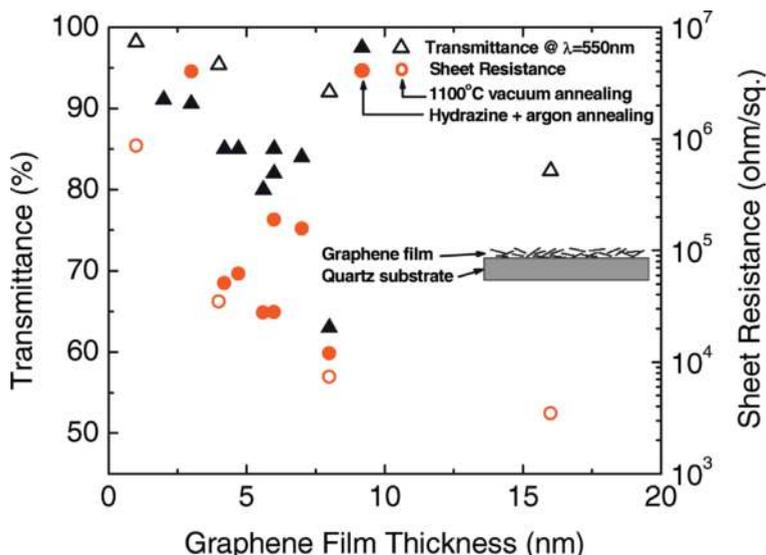 Transmittance (%)
100
90
80
70
60
50
Transmittance @ λ=550nm
Sheet Resistance
1100°C vacuum annealing
Hydrazine + argon annealing
Graphene film
Quartz substrate
10⁷
10⁶
10⁵
10⁴
10³
Sheet Resistance (ohm/sq.)
0 5 10 15 20
Graphene Film Thickness (nm)